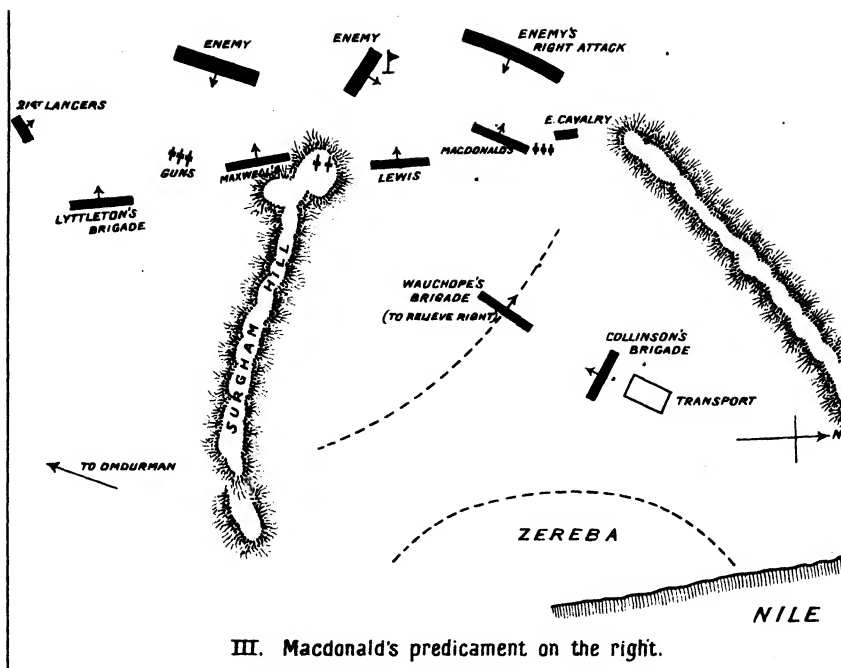 ENEMY
ENEMY
ENEMY'S
RIGHT ATTACK
21ST LANCERS
E. CAVALRY
GUNS
MAXWELL'S
LEWIS
MACDONALD'S
LYTTLETON'S
BRIGADE
SURGHAM HILL
WAUCHOPE'S
BRIGADE
(TO RELIEVE RIGHT)
COLLINSON'S
BRIGADE
TRANSPORT
N
TO OMDURMAN
ZEREBA
NILE
III. Macdonald's predicament on the right.